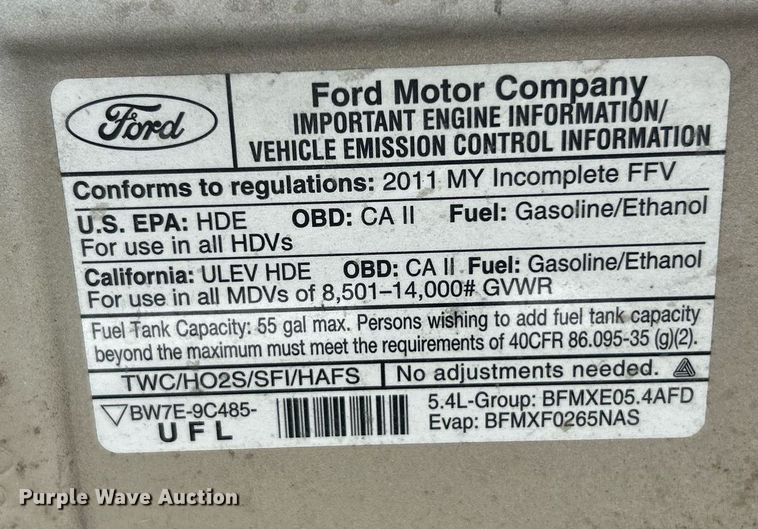 Ford
Ford Motor Company
IMPORTANT ENGINE INFORMATION/
VEHICLE EMISSION CONTROL INFORMATION
Conforms to regulations: 2011 MY Incomplete FFV
U.S. EPA: HDE OBD: CA II Fuel: Gasoline/Ethanol
For use in all HDVs
California: ULEV HDE OBD: CA II Fuel: Gasoline/Ethanol
For use in all MDVs of 8,501–14,000# GVWR
Fuel Tank Capacity: 55 gal max. Persons wishing to add fuel tank capacity
beyond the maximum must meet the requirements of 40CFR 86.095-35 (g)(2).
TWC/HO2S/SFI/HAFS No adjustments needed.
BW7E-9C485-
UFL
5.4L-Group: BFMXE05.4AFD
Evap: BFMXF0265NAS
Purple Wave Auction